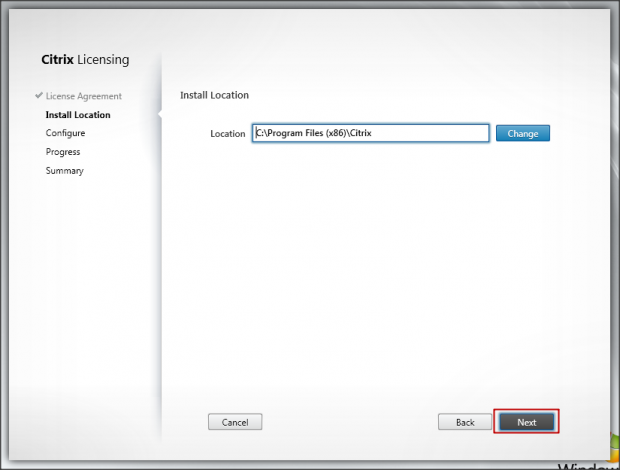 Citrix Licensing
License Agreement
Install Location
Configure
Progress
Summary
Install Location
Location C:\Program Files (x86)\Citrix Change
Cancel Back Next
Window